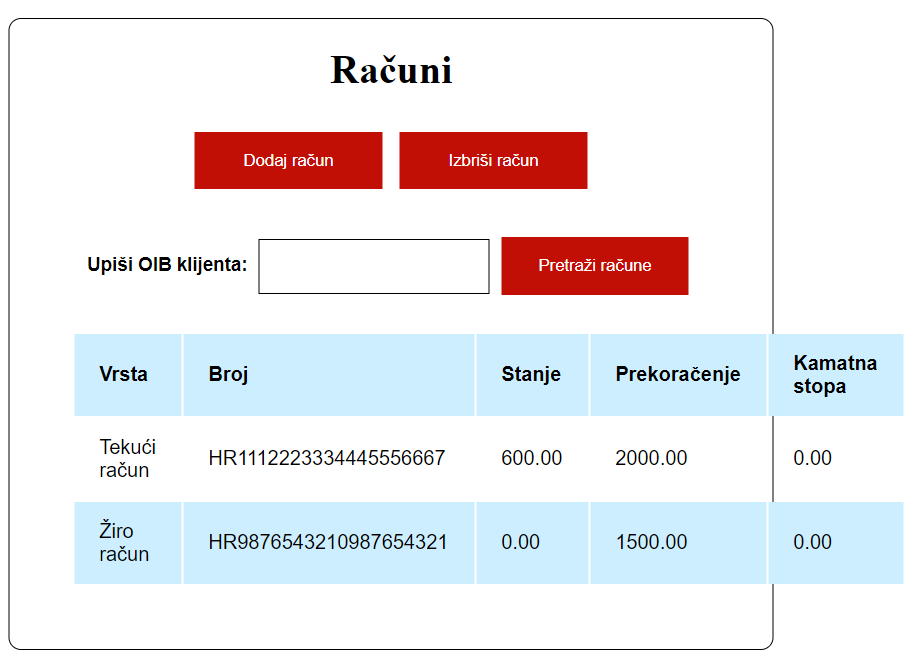 Računi
Dodaj račun Izbriši račun
Upiši OIB klijenta: Pretraži račune
Vrsta Broj Stanje Prekoračenje Kamatna stopa
Tekući račun HR1112223334445556667 600.00 2000.00 0.00
Žiro račun HR9876543210987654321 0.00 1500.00 0.00